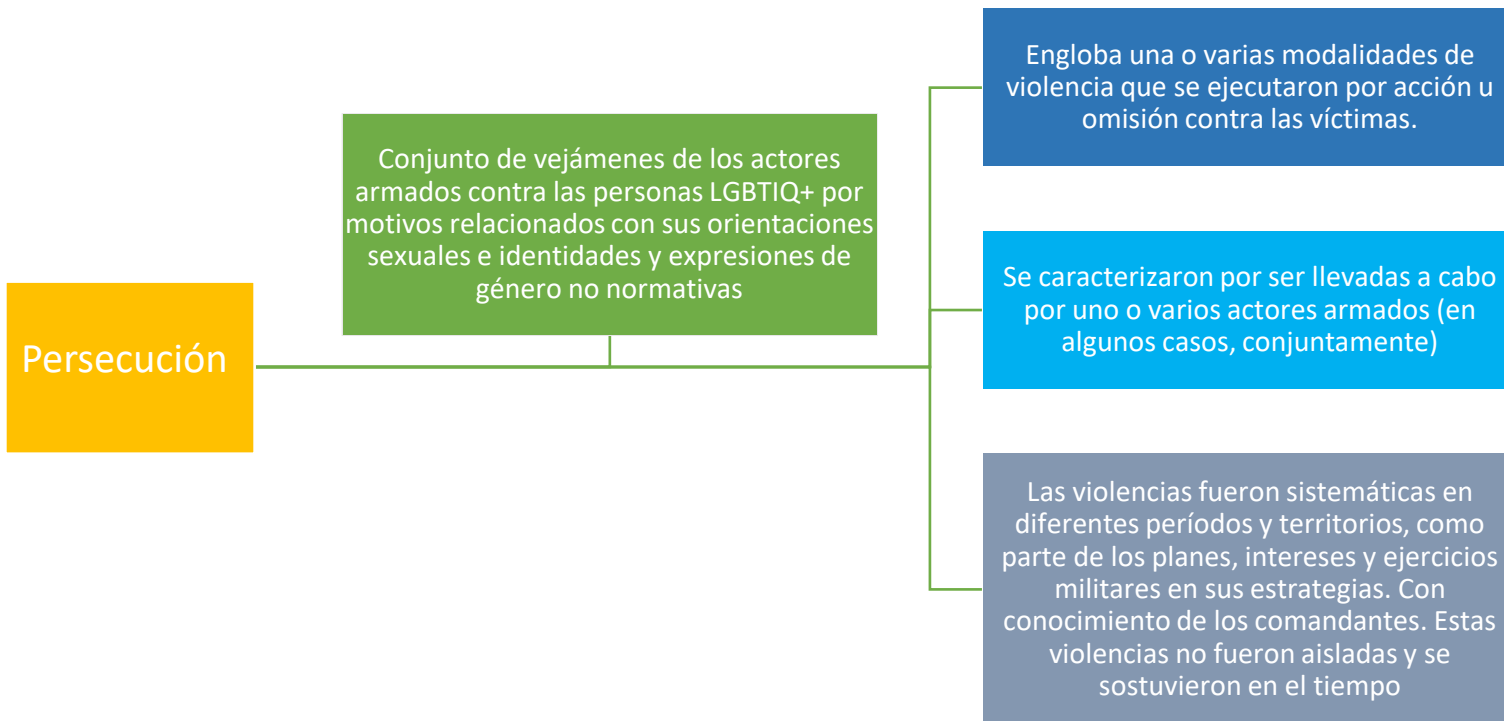 Persecución
Conjunto de vejámenes de los actores
armados contra las personas LGBTIQ+ por
motivos relacionados con sus orientaciones
sexuales e identidades y expresiones de
género no normativas
Engloba una o varias modalidades de
violencia que se ejecutaron por acción u
omisión contra las víctimas.
Se caracterizaron por ser llevadas a cabo
por uno o varios actores armados (en
algunos casos, conjuntamente)
Las violencias fueron sistemáticas en
diferentes períodos y territorios, como
parte de los planes, intereses y ejercicios
militares en sus estrategias. Con
conocimiento de los comandantes. Estas
violencias no fueron aisladas y se
sostuvieron en el tiempo